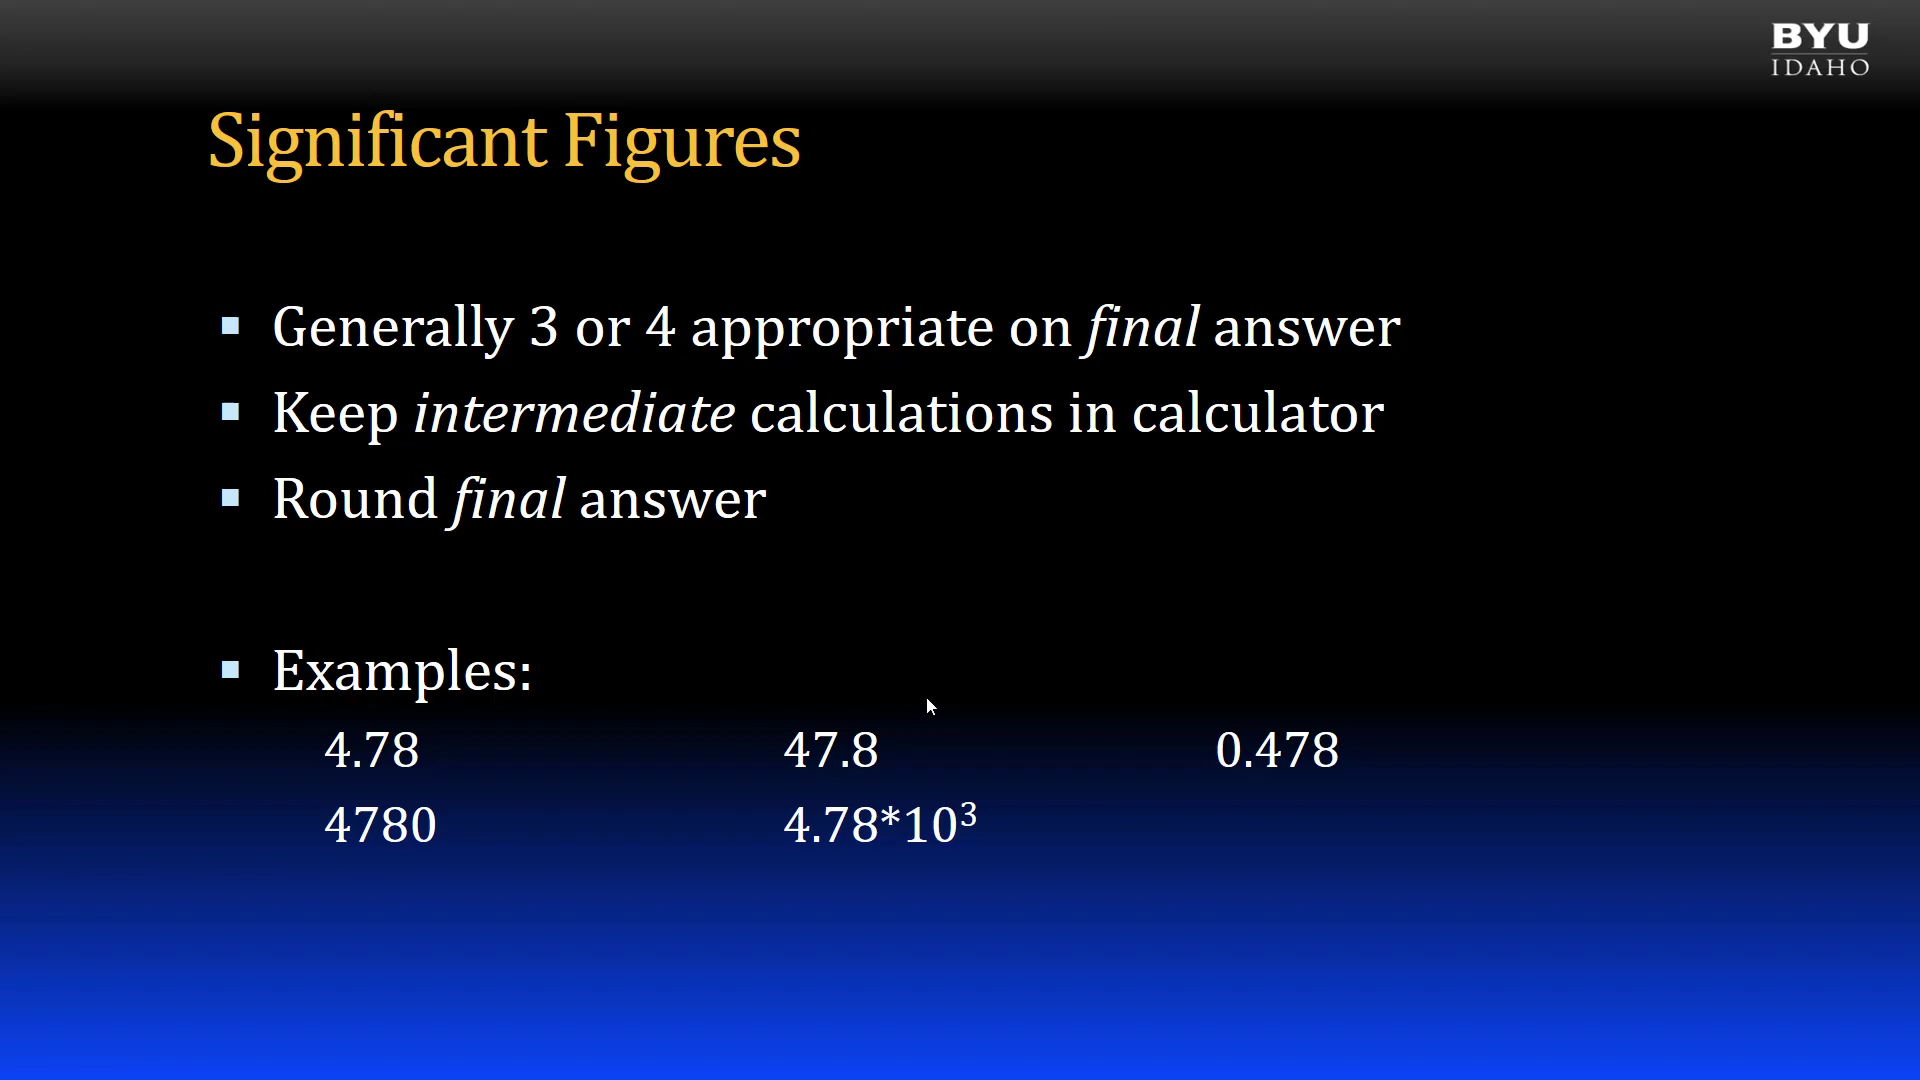 BYU
IDAHO
Significant Figures
▪ Generally 3 or 4 appropriate on final answer
▪ Keep intermediate calculations in calculator
▪ Round final answer
▪ Examples:
4.78 47.8 0.478
4780 4.78*10³